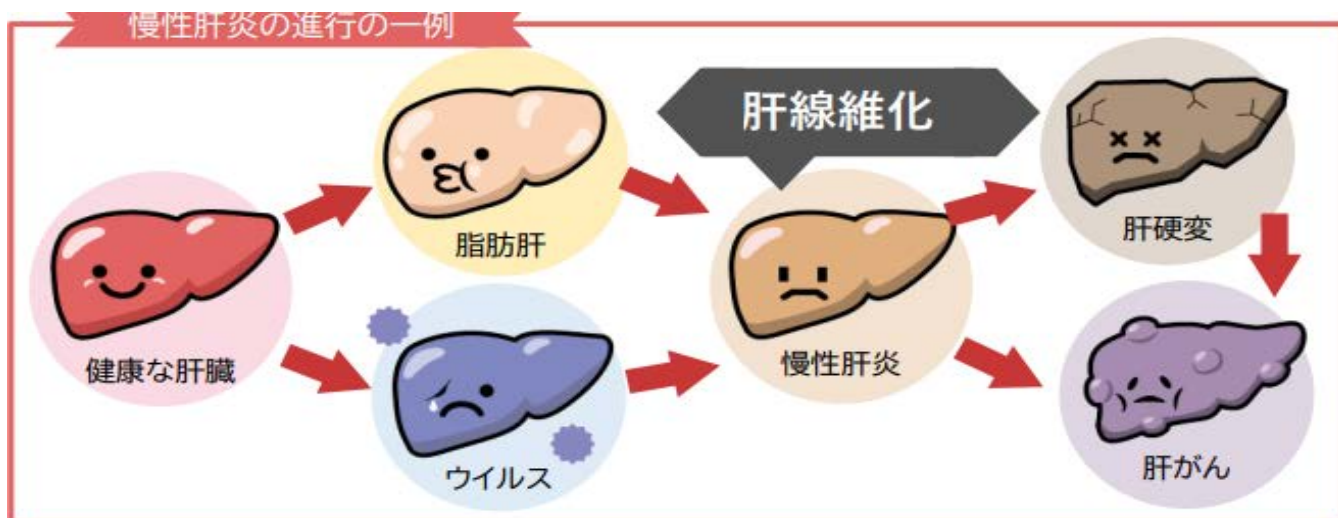 慢性肝炎の進行の一例
肝線維化
健康な肝臓
脂肪肝
ウイルス
慢性肝炎
肝硬変
肝がん